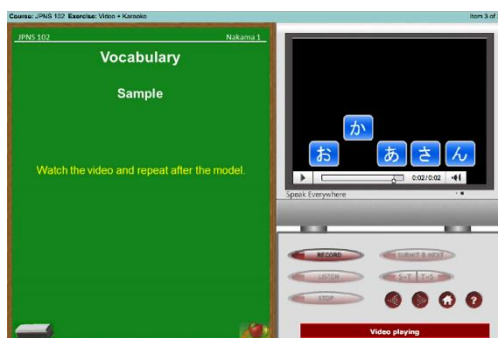 Course: JPNS 102 Exercise: Video + Karaoke
Item 3 of
JPNS 102
Nakama 1
Vocabulary
Sample
Watch the video and repeat after the model.
おかあさん
0:02/0:02
Speak Everywhere
RECORD
SUBMIT & NEXT
LISTEN
S→T T→S
STOP
?
Video playing